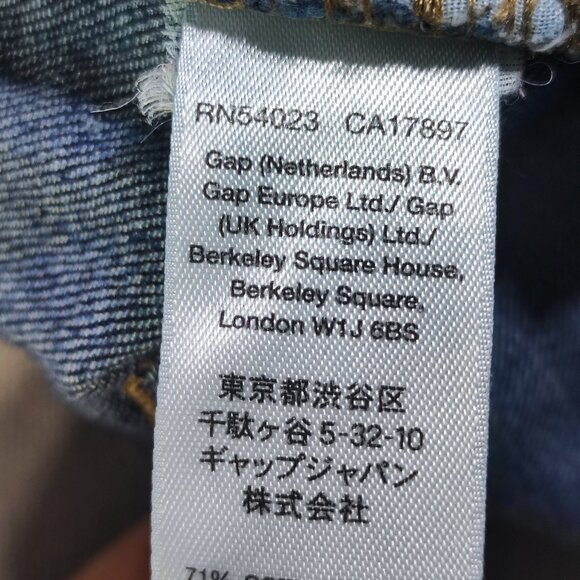 RN54023 CA17897
Gap (Netherlands) B.V.
Gap Europe Ltd./ Gap
(UK Holdings) Ltd./
Berkeley Square House,
Berkeley Square,
London W1J 6BS
東京都渋谷区
千駄ヶ谷 5-32-10
ギャップジャパン
株式会社
71%